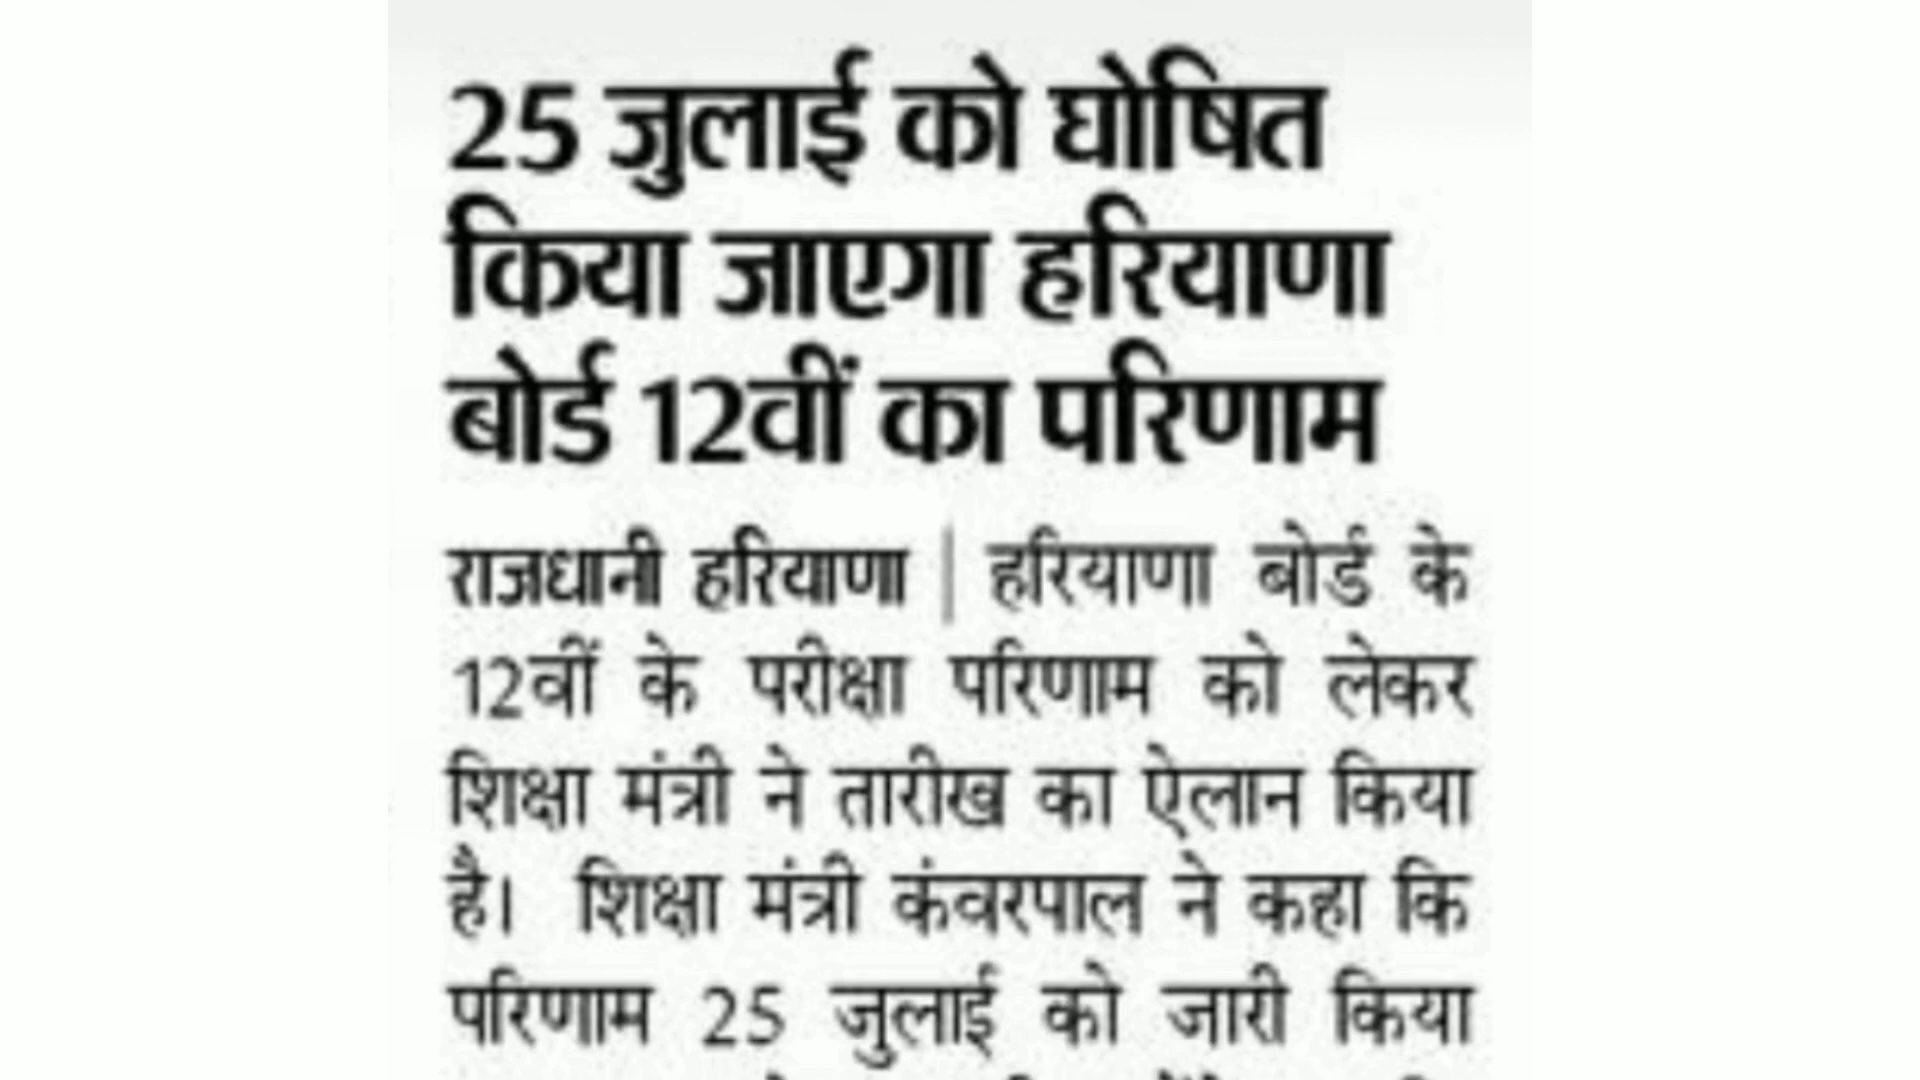 25 जुलाई को घोषित
किया जाएगा हरियाणा
बोर्ड 12वीं का परिणाम
राजधानी हरियाणा | हरियाणा बोर्ड के
12वीं के परीक्षा परिणाम को लेकर
शिक्षा मंत्री ने तारीख का ऐलान किया
है। शिक्षा मंत्री कंवरपाल ने कहा कि
परिणाम 25 जुलाई को जारी किया